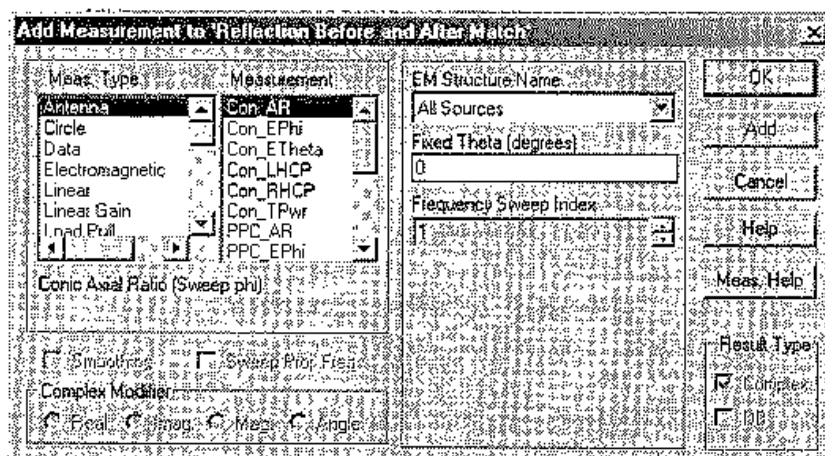 Add Measurement to 'Reflection Before and After Match'
Meas. Type
Antenna
Circle
Data
Electromagnetic
Linear
Linear Gain
Load Pull
Measurement
Con_AR
Con_EPhi
Con_ETheta
Con_LHCP
Con_RHCP
Con_TPwr
PPC_AR
PPC_EPhi
Conic Axial Ratio (Sweep phi)
EM Structure Name
All Sources
Fixed Theta (degrees)
0
Frequency Sweep Index
1
OK
Add
Cancel
Help
Meas. Help
Smoothing
Sweep Proj. Freq.
Complex Modifier
Real
Imag
Mag
Angle
Result Type
Complex
DB